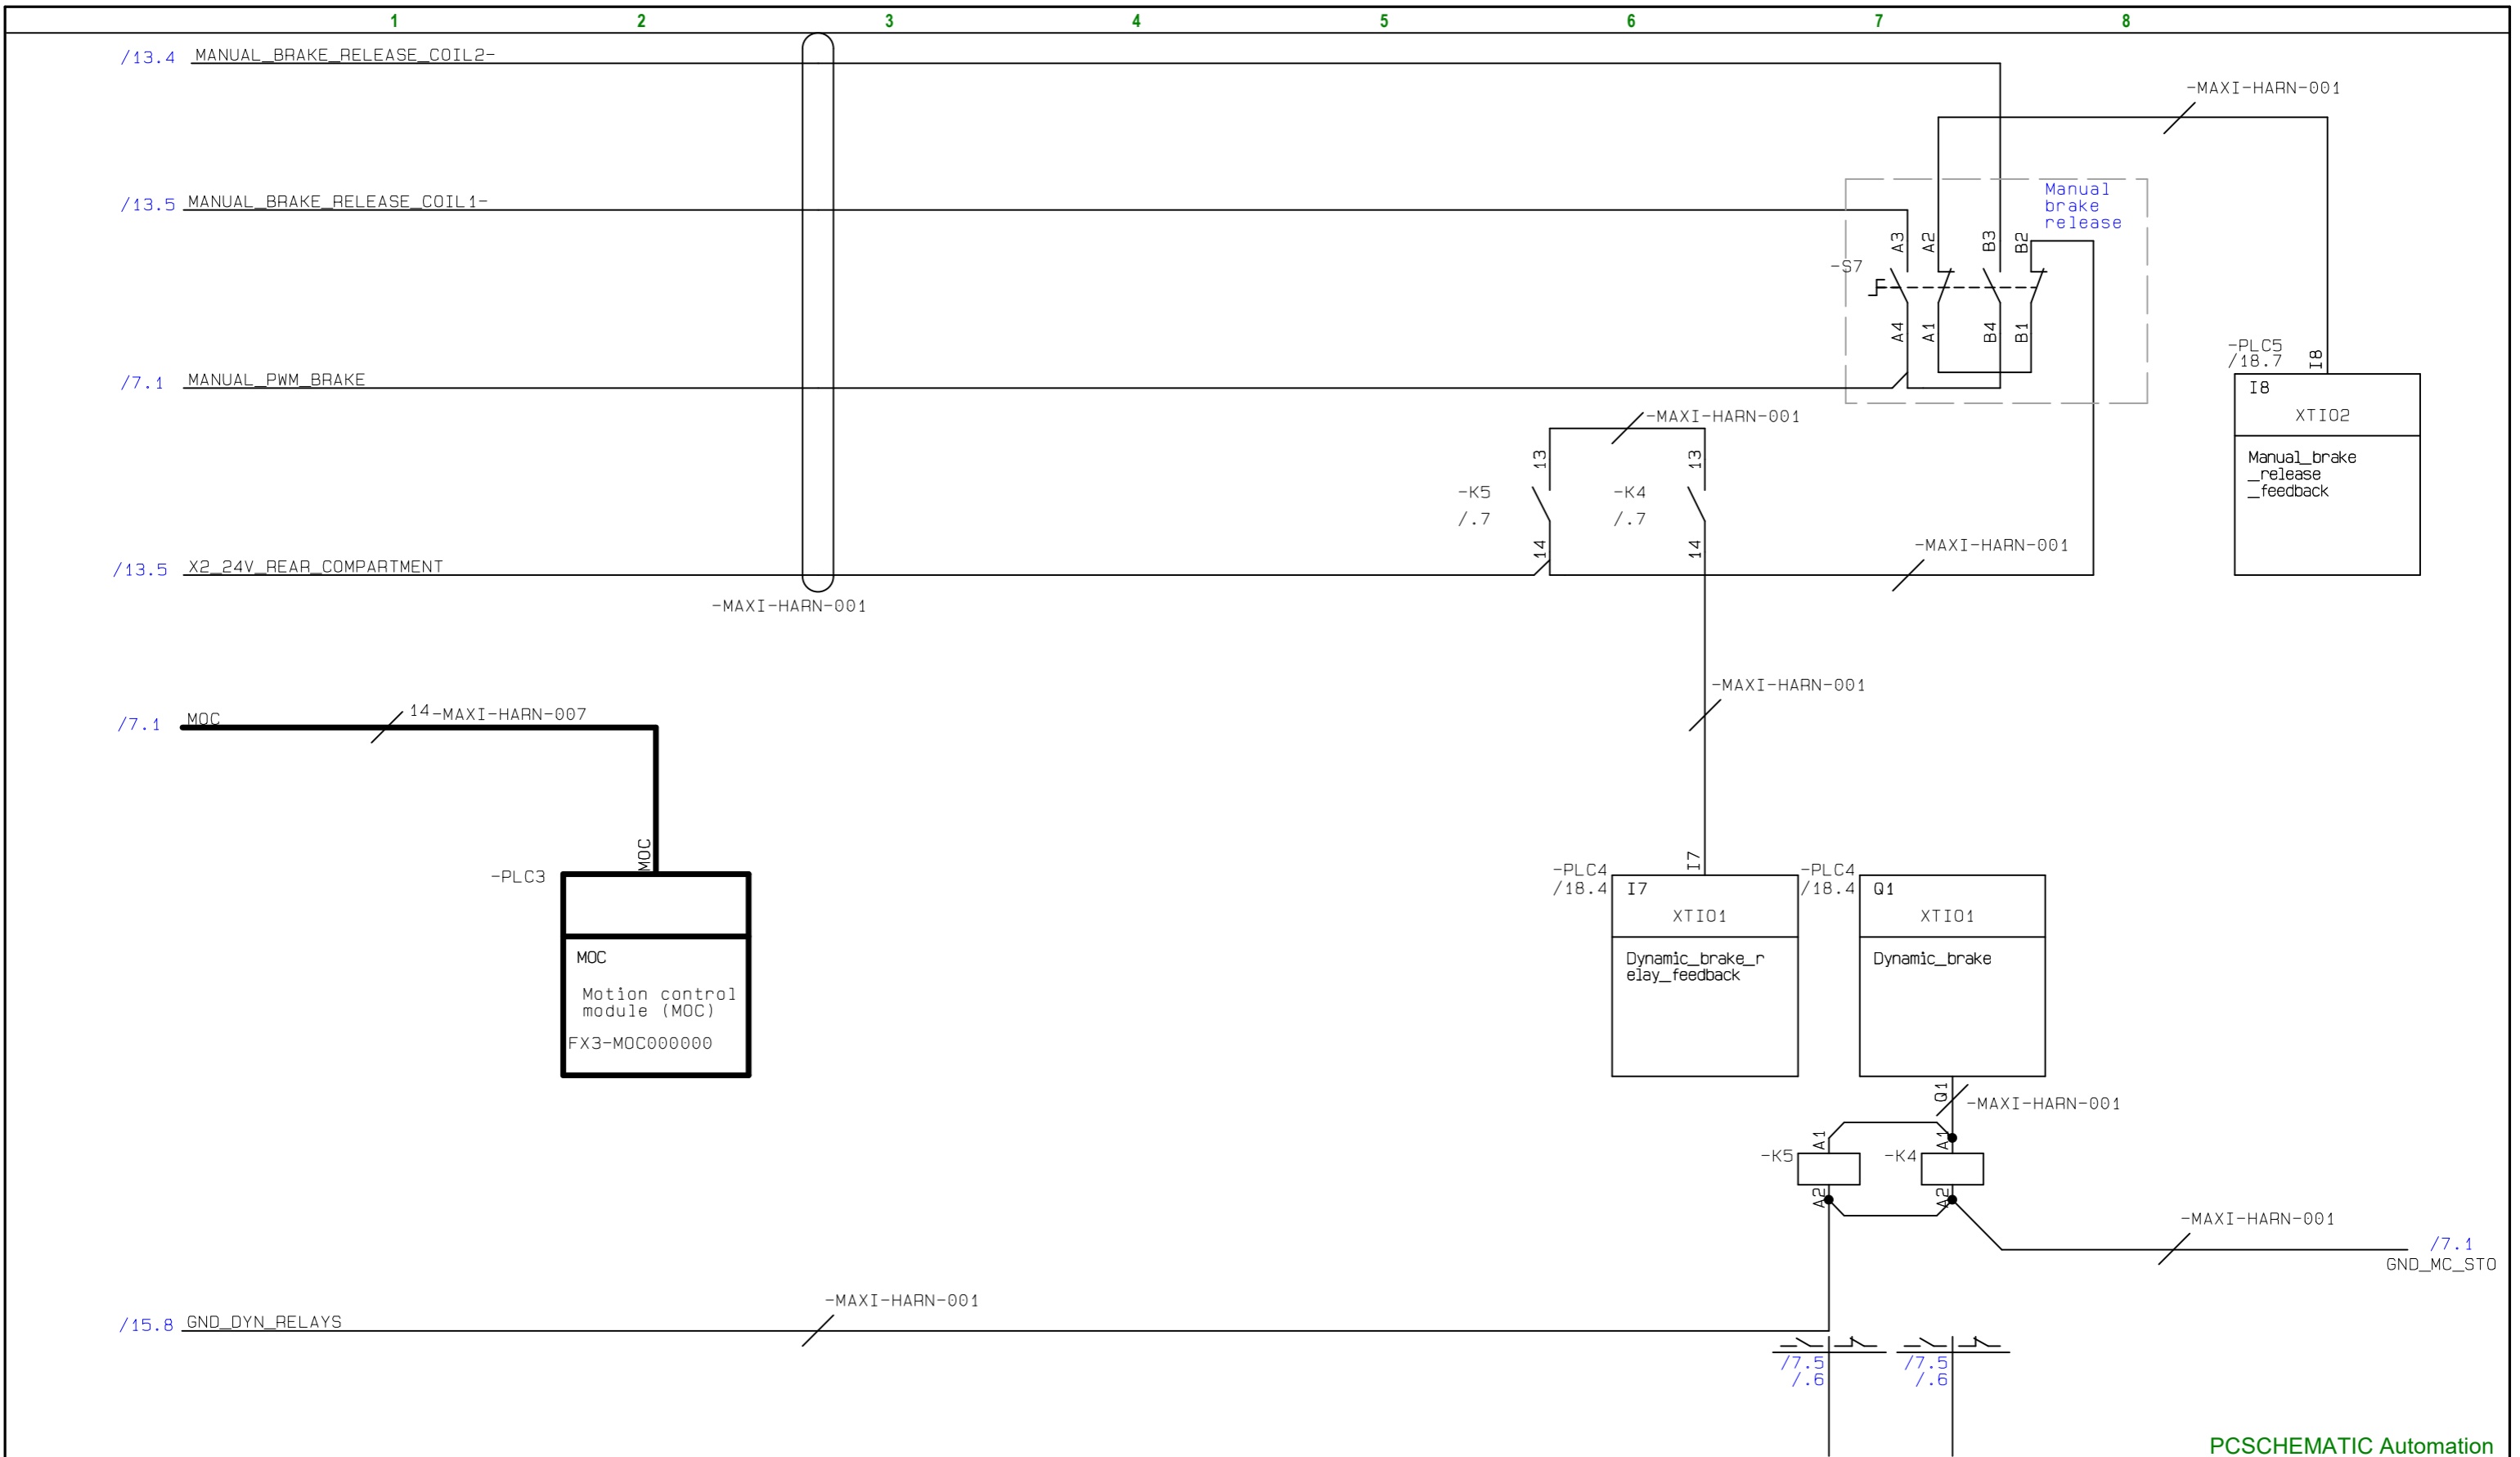 1 2 3 4 5 6 7 8
/13.4 MANUAL_BRAKE_RELEASE_COIL2-
-MAXI-HARN-001
/13.5 MANUAL_BRAKE_RELEASE_COIL1-
Manual
brake
release
A3 A2 B3 B2
-S7
A4 A1 B4 B1
-PLC5
/18.7
I8
/7.1 MANUAL_PWM_BRAKE
I8
XTIO2
Manual_brake
_release
_feedback
-MAXI-HARN-001
13 13
-K5 -K4
/.7 /.7
14 14
-MAXI-HARN-001
/13.5 X2_24V_REAR_COMPARTMENT
-MAXI-HARN-001
-MAXI-HARN-001
/7.1 MOC
14 -MAXI-HARN-007
MOC
-PLC3
MOC
Motion control
module (MOC)
FX3-MOC000000
-PLC4
/18.4
I7
I7
XTIO1
Dynamic_brake_r
elay_feedback
-PLC4
/18.4
Q1
XTIO1
Dynamic_brake
Q1
-MAXI-HARN-001
A1 A1
-K5 -K4
A2 A2
-MAXI-HARN-001
/7.1
GND_MC_STO
-MAXI-HARN-001
/15.8 GND_DYN_RELAYS
/7.5 /7.5
/.6 /.6
PCSCHEMATIC Automation